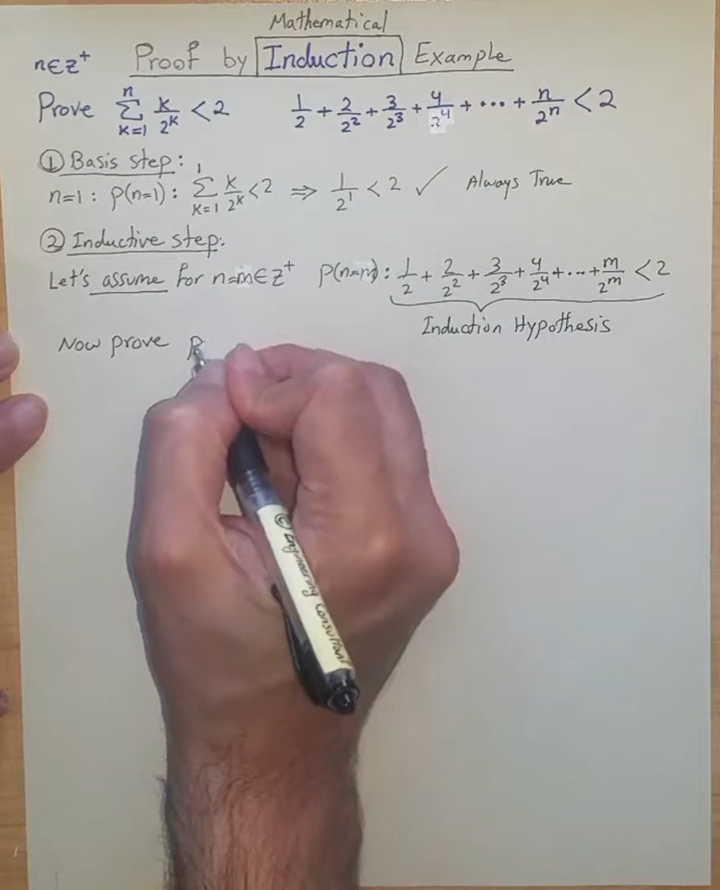 Mathematical
n∈Z⁺ Proof by Induction Example
Prove Σ_{k=1}^{n} k/2^k < 2   1/2 + 2/2² + 3/2³ + 4/2⁴ + ... + n/2ⁿ < 2
① Basis step:
n=1: P(n=1): Σ_{k=1}^{1} k/2^k < 2 ⇒ 1/2¹ < 2 ✓ Always True
② Inductive step:
Let's assume for n=m∈Z⁺ P(n=m): 1/2 + 2/2² + 3/2³ + 4/2⁴ + ... + m/2^m < 2
Induction Hypothesis
Now prove P
Engineering Consultant